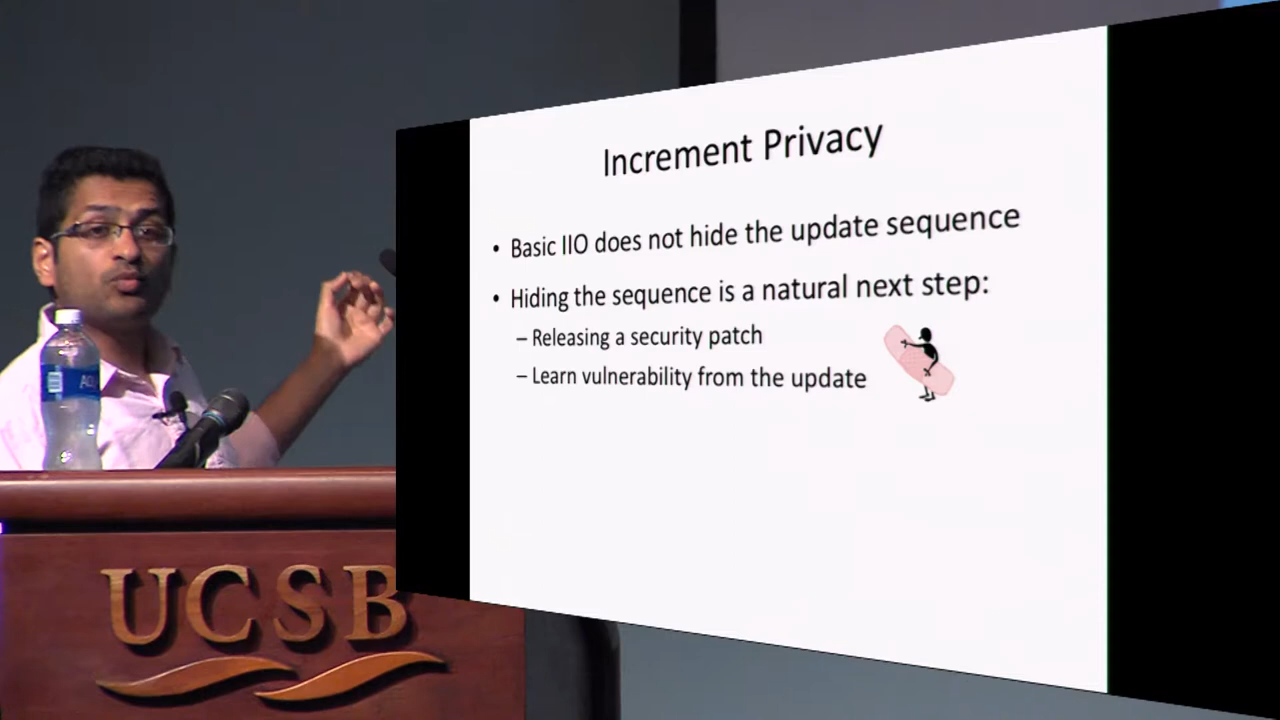 Increment Privacy
• Basic IIO does not hide the update sequence
• Hiding the sequence is a natural next step:
– Releasing a security patch
– Learn vulnerability from the update
UCSB